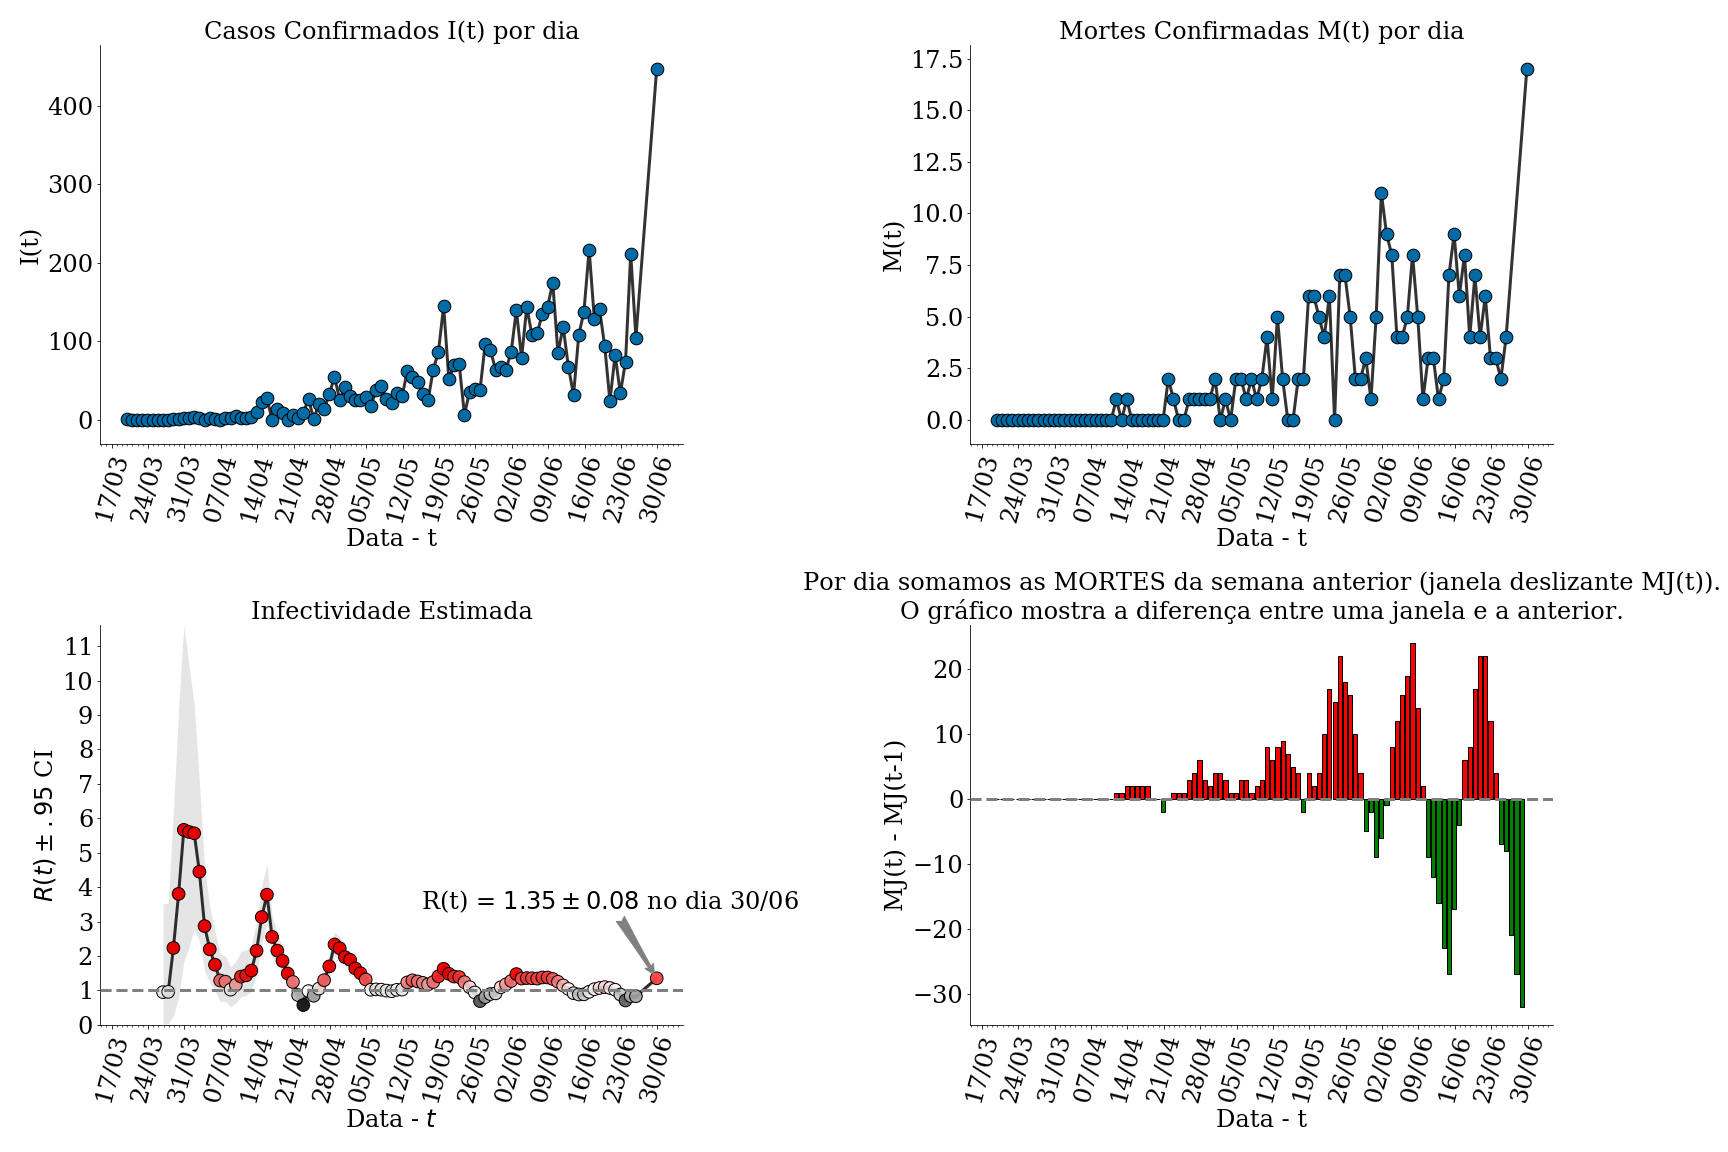 Casos Confirmados I(t) por dia
I(t)
400
300
200
100
0
17/03 24/03 31/03 07/04 14/04 21/04 28/04 05/05 12/05 19/05 26/05 02/06 09/06 16/06 23/06 30/06
Data - t
Mortes Confirmadas M(t) por dia
M(t)
17.5
15.0
12.5
10.0
7.5
5.0
2.5
0.0
17/03 24/03 31/03 07/04 14/04 21/04 28/04 05/05 12/05 19/05 26/05 02/06 09/06 16/06 23/06 30/06
Data - t
Infectividade Estimada
R(t) ± .95 CI
11
10
9
8
7
6
5
4
3
2
1
0
R(t) = 1.35 ± 0.08 no dia 30/06
17/03 24/03 31/03 07/04 14/04 21/04 28/04 05/05 12/05 19/05 26/05 02/06 09/06 16/06 23/06 30/06
Data - t
Por dia somamos as MORTES da semana anterior (janela deslizante MJ(t)).
O gráfico mostra a diferença entre uma janela e a anterior.
MJ(t) - MJ(t-1)
20
10
0
−10
−20
−30
17/03 24/03 31/03 07/04 14/04 21/04 28/04 05/05 12/05 19/05 26/05 02/06 09/06 16/06 23/06 30/06
Data - t